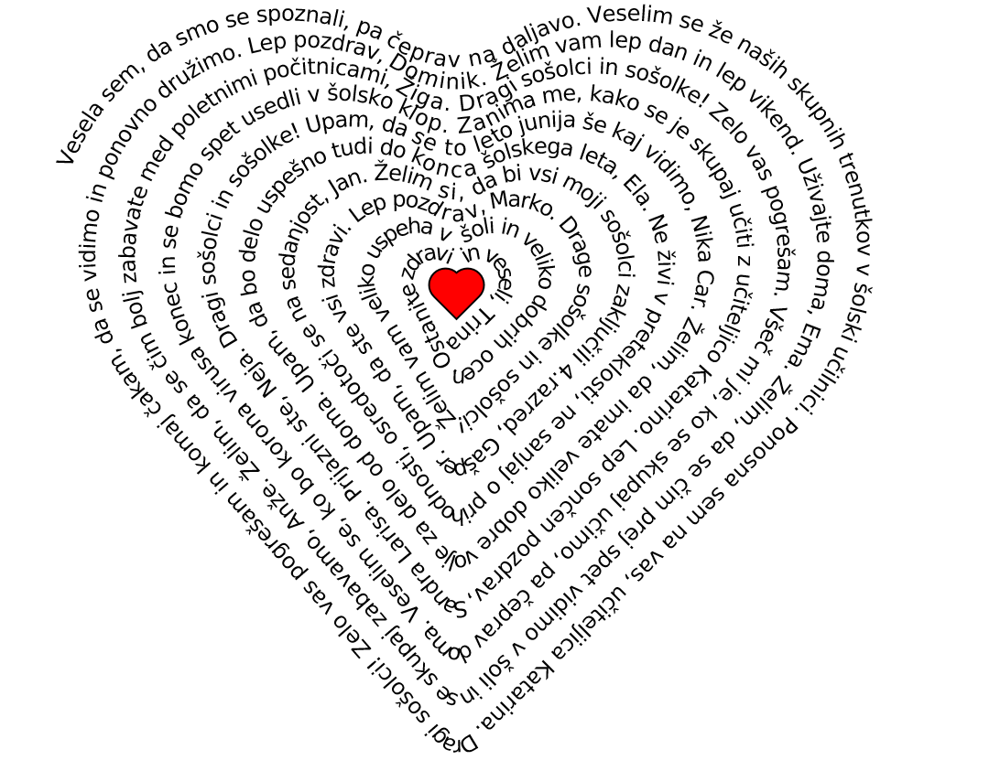 Vesela sem, da smo se spoznali, pa čeprav na daljavo. Veselim se že naših skupnih trenutkov v šolski učilnici. Ponosna sem na vas, učiteljica Katarina.
Dragi sošolci! Zelo vas pogrešam in komaj čakam, da se vidimo in ponovno družimo. Lep pozdrav, Dominik. Želim vam lep dan in lep vikend. Uživajte doma, Ema. Želim, da se čim prej spet vidimo v šoli in
se skupaj zabavamo, Anže. Želim, da se čim bolj zabavate med poletnimi počitnicami, Žiga. Dragi sošolci in sošolke! Zelo vas pogrešam. Všeč mi je, ko se skupaj učimo, pa čeprav
doma. Veselim se, ko bo korona virusa konec in se bomo spet usedli v šolsko klop. Zanima me, kako se je skupaj učiti z učiteljico Katarino. Lep sončen pozdrav,
Sandra Larisa. Prijazni ste, Neja. Dragi sošolci in sošolke! Upam, da se to leto junija še kaj vidimo, Nika Car. Želim, da imate veliko dobre
volje za delo od doma. Upam, da bo delo uspešno tudi do konca šolskega leta, Ela. Ne živi v preteklosti, ne sanjaj o
prihodnosti, osredotoči se na sedanjost, Jan. Želim si, da bi vsi moji sošolci zaključili 4.razred,
Gašper. Upam, da ste vsi zdravi. Lep pozdrav, Marko. Drage sošolke in sošolci!
Želim vam veliko uspeha v šoli in veliko dobrih ocen
Ostanite zdravi in veseli, Trina